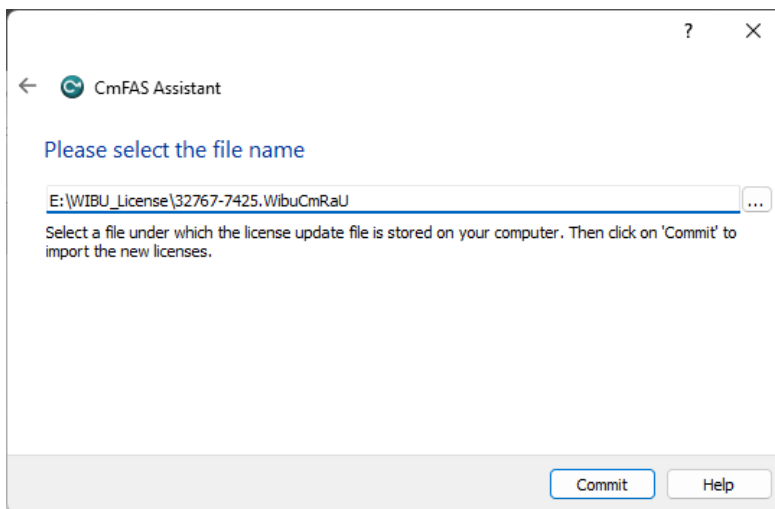 ?
CmFAS Assistant
Please select the file name
E:\WIBU_License\32767-7425.WibuCmRaU
...
Select a file under which the license update file is stored on your computer. Then click on 'Commit' to
import the new licenses.
Commit
Help